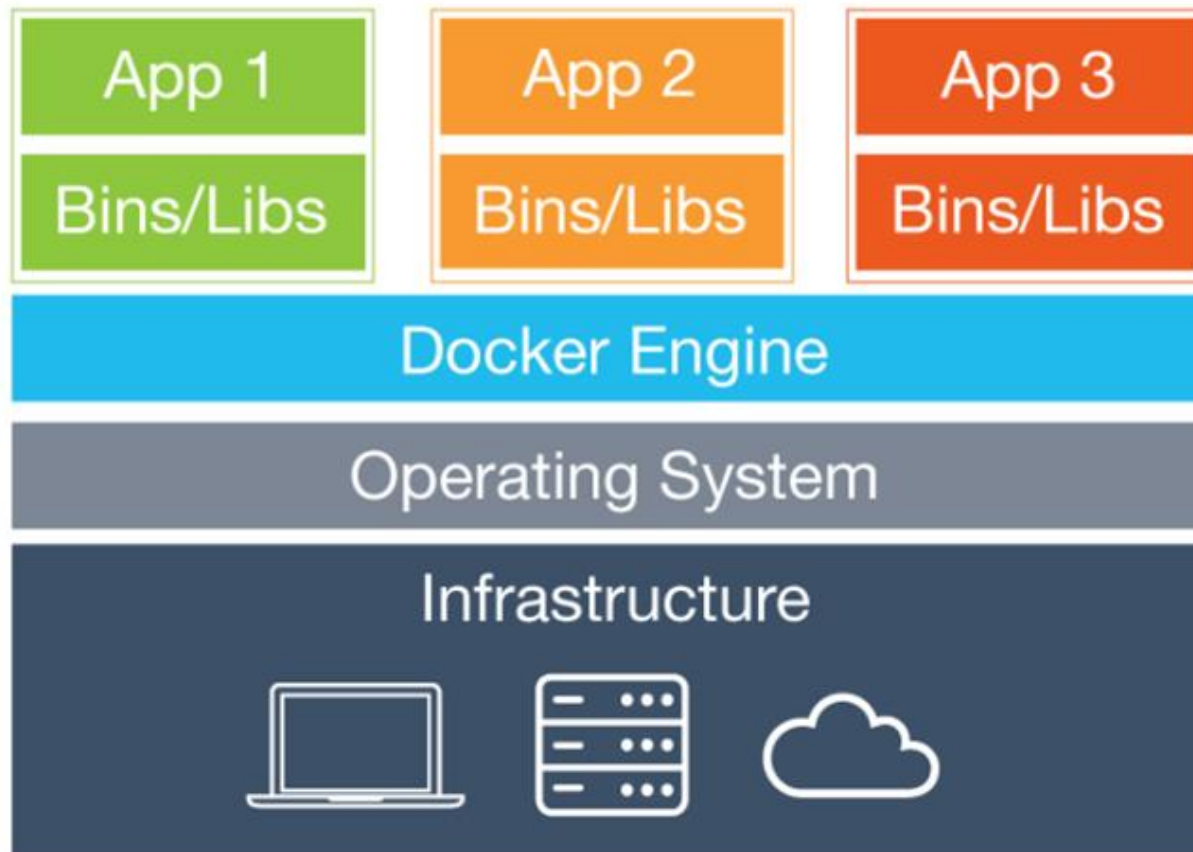 App 1
App 2
App 3
Bins/Libs
Bins/Libs
Bins/Libs
Docker Engine
Operating System
Infrastructure